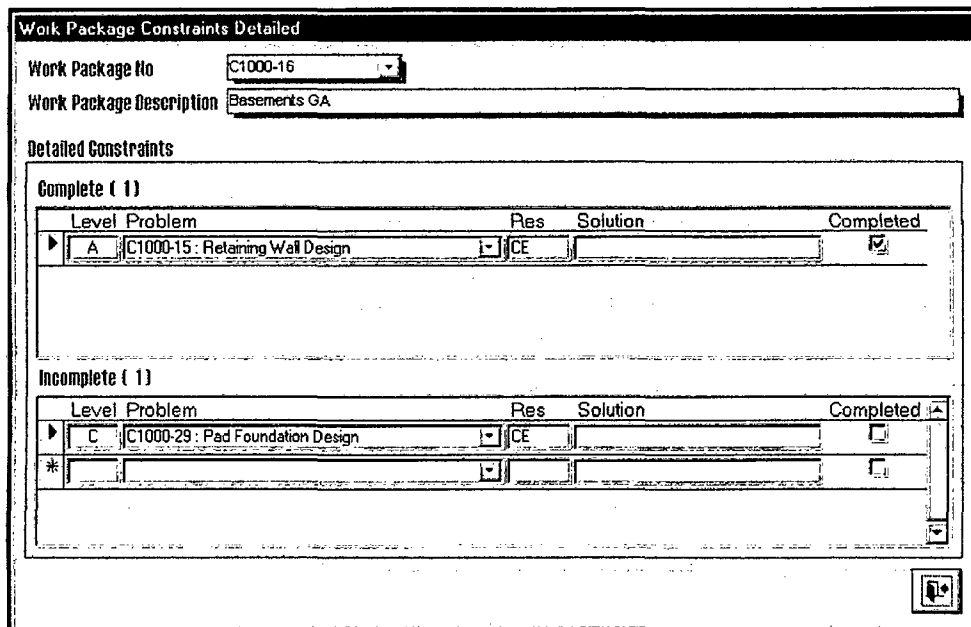 Work Package Constraints Detailed
Work Package No C1000-16
Work Package Description Basements GA
Detailed Constraints
Complete ( 1)
Level Problem Res Solution Completed
A C1000-15 : Retaining Wall Design CE
Incomplete ( 1)
Level Problem Res Solution Completed
C C1000-29 : Pad Foundation Design CE
*